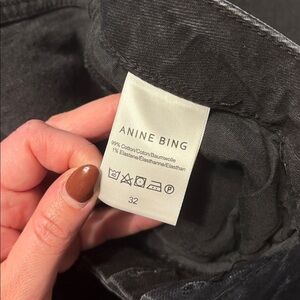 ANINE BING
99% Cotton/Coton/Baumwolle
1% Elastane/Elasthanne/Elasthan
32